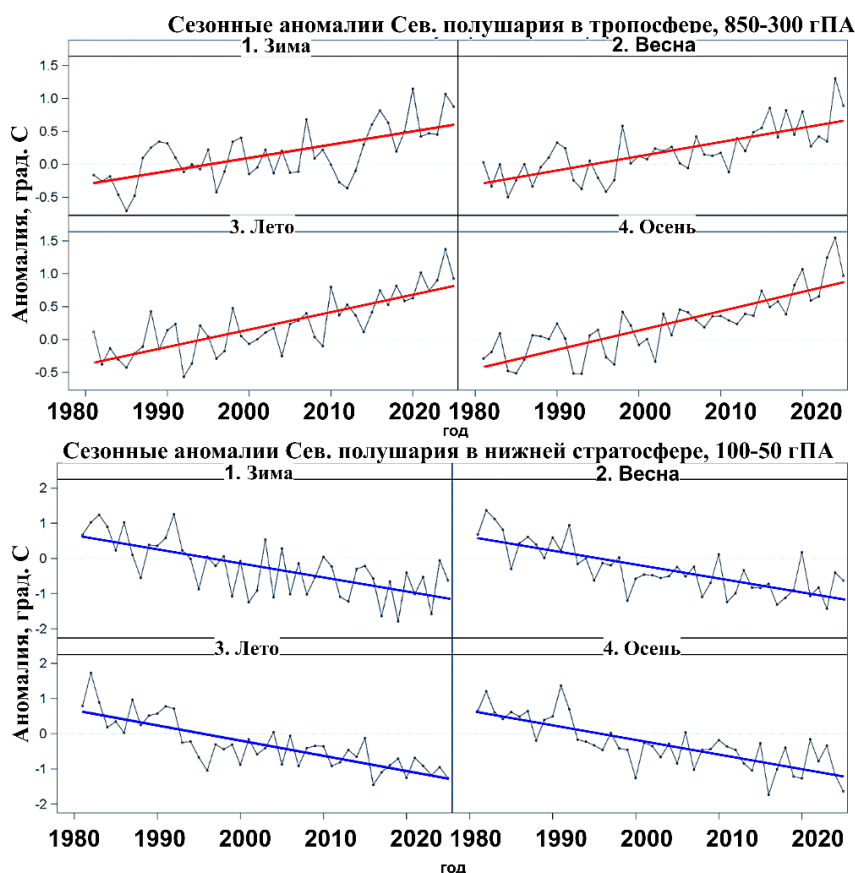 Сезонные аномалии Сев. полушария в тропосфере, 850-300 гПА
1. Зима
2. Весна
1.5
1.0
0.5
0.0
-0.5
3. Лето
4. Осень
1.5
1.0
0.5
0.0
-0.5
Аномалия, град. С
1980 1990 2000 2010 2020 1980 1990 2000 2010 2020
год
Сезонные аномалии Сев. полушария в нижней стратосфере, 100-50 гПА
1. Зима
2. Весна
2
1
0
-1
-2
3. Лето
4. Осень
2
1
0
-1
-2
Аномалия, град. С
1980 1990 2000 2010 2020 1980 1990 2000 2010 2020
год